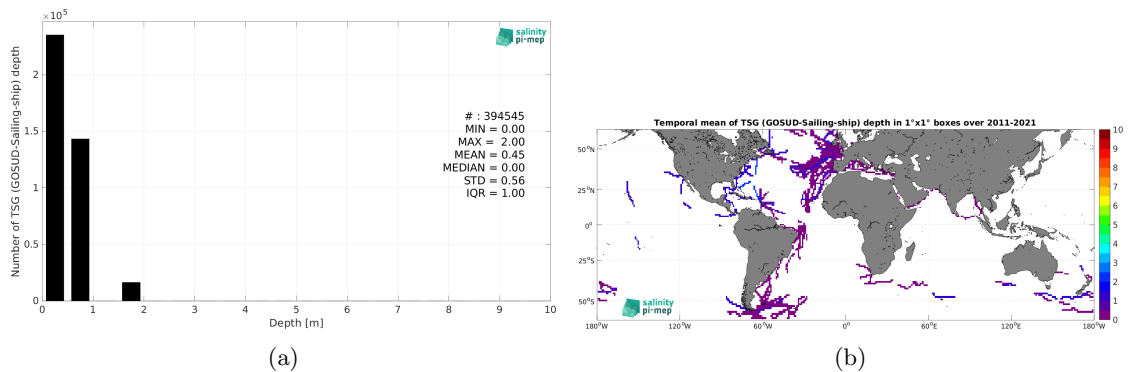 ×10⁵
Number of TSG (GOSUD-Sailing-ship) depth
2
1.5
1
0.5
0
salinity
pi-mep
# : 394545
MIN = 0.00
MAX = 2.00
MEAN = 0.45
MEDIAN = 0.00
STD = 0.56
IQR = 1.00
0 1 2 3 4 5 6 7 8 9 10
Depth [m]
(a)
Temporal mean of TSG (GOSUD-Sailing-ship) depth in 1°x1° boxes over 2011-2021
50°N
25°N
0°
25°S
50°S
salinity
pi-mep
180°W 120°W 60°W 0° 60°E 120°E 180°W
10
9
8
7
6
5
4
3
2
1
0
(b)